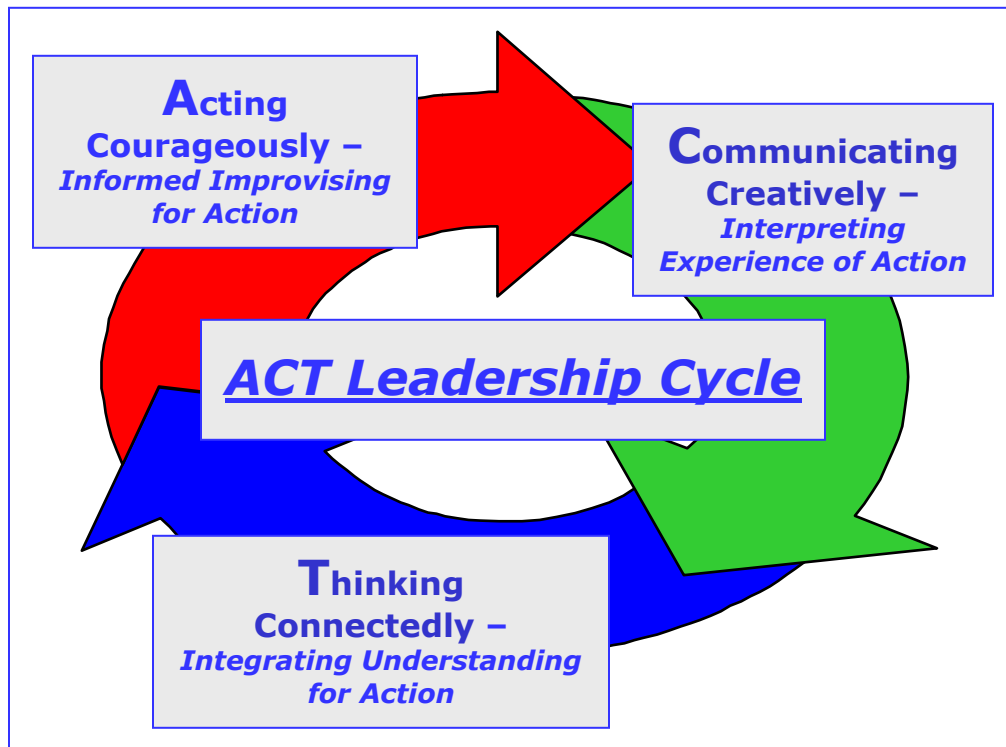 Acting
Courageously –
Informed Improvising
for Action
Communicating
Creatively –
Interpreting
Experience of Action
ACT Leadership Cycle
Thinking
Connectedly –
Integrating Understanding
for Action